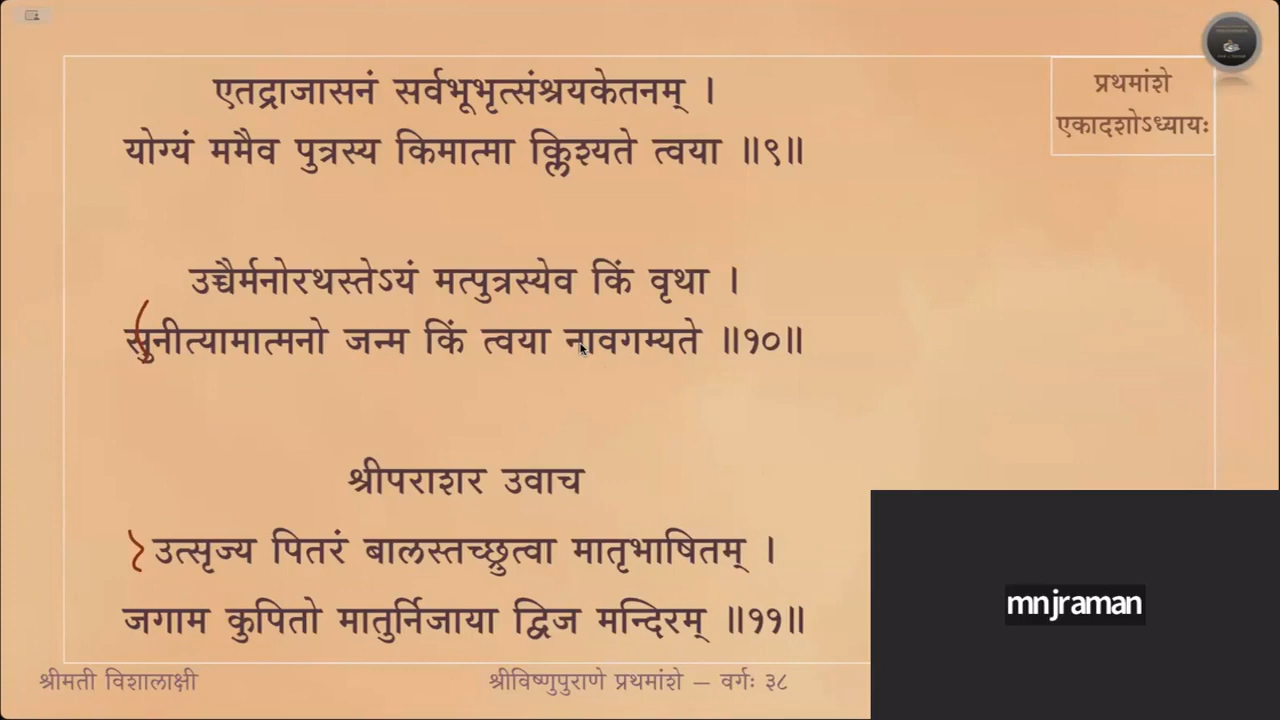 एतद्राजासनं सर्वभूभृत्संश्रयकेतनम् ।
योग्यं ममैव पुत्रस्य किमात्मा क्लिश्यते त्वया ॥९॥
प्रथमांशे
एकादशोऽध्यायः
उच्चैर्मनोरथस्तेऽयं मत्पुत्रस्येव किं वृथा ।
सुनीत्यामात्मनो जन्म किं त्वया नावगम्यते ॥१०॥
श्रीपराशर उवाच
उत्सृज्य पितरं बालस्तच्छ्रुत्वा मातृभाषितम् ।
जगाम कुपितो मातुर्निजाया द्विज मन्दिरम् ॥११॥
mnjraman
श्रीमती विशालाक्षी
श्रीविष्णुपुराणे प्रथमांशे – वर्गः ३८